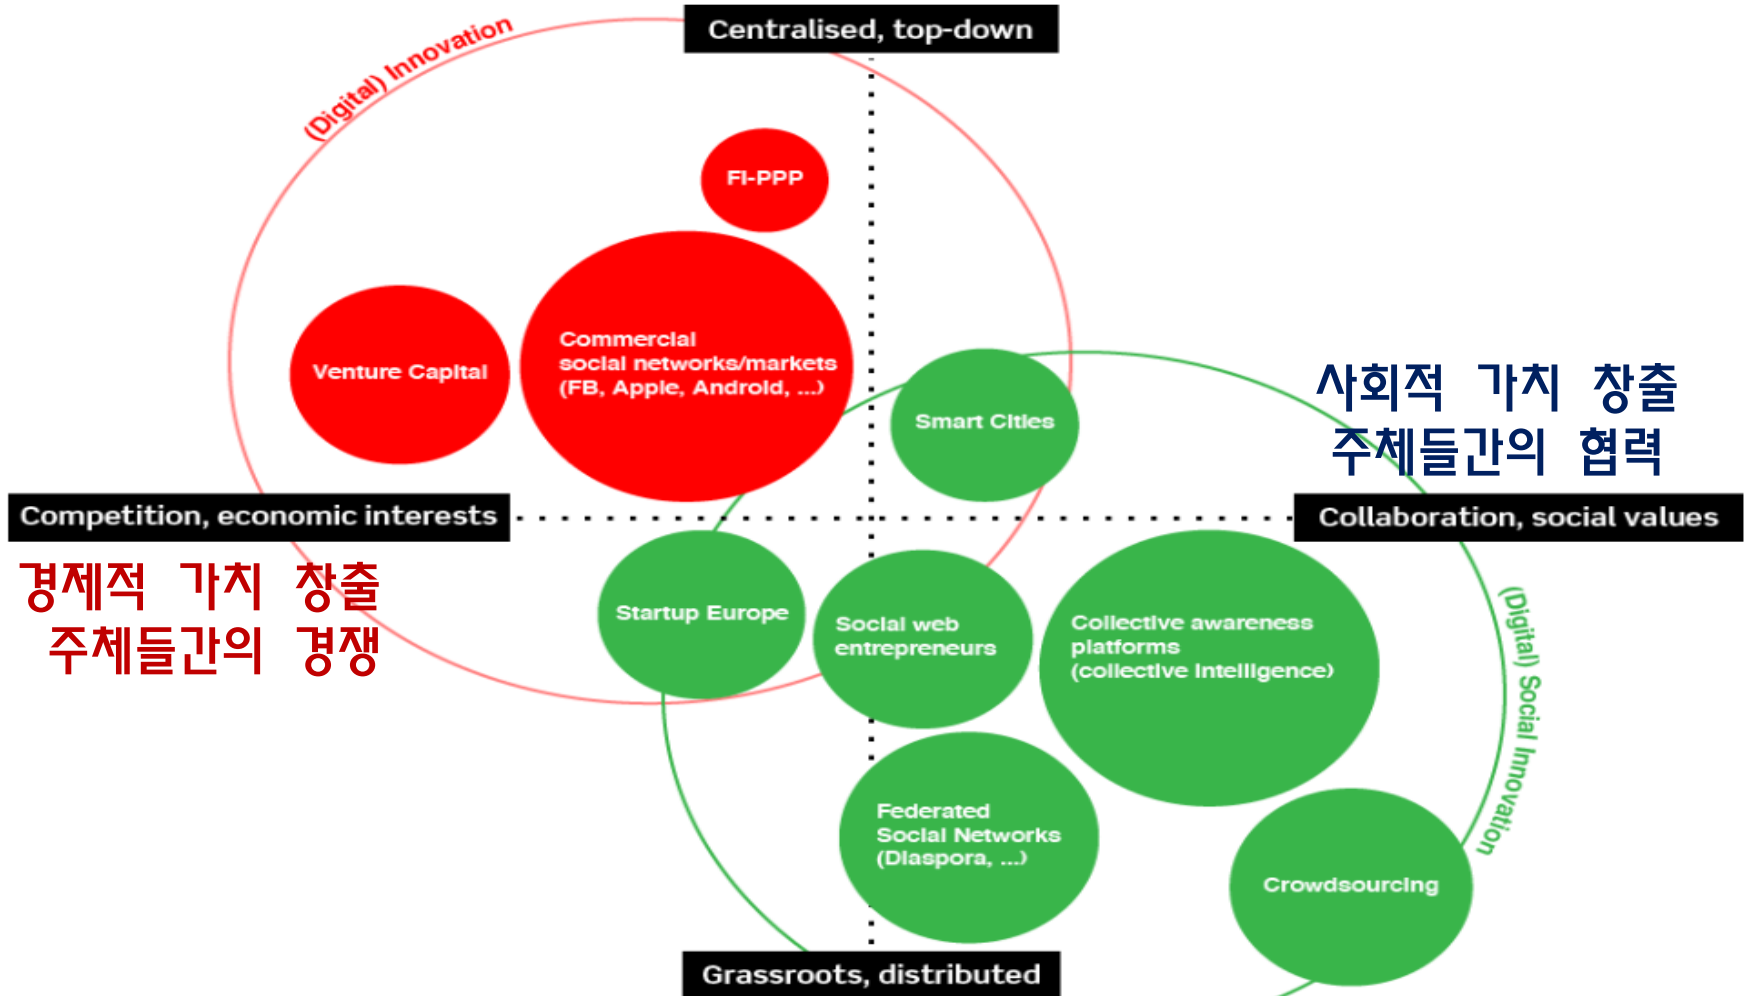 Centralised, top-down
(Digital) Innovation
FI-PPP
Commercial
social networks/markets
(FB, Apple, Android, ...)
Venture Capital
Smart Cities
사회적 가치 창출
주체들간의 협력
Competition, economic interests
Collaboration, social values
경제적 가치 창출
주체들간의 경쟁
Startup Europe
Social web
entrepreneurs
Collective awareness
platforms
(collective intelligence)
(Digital) Social Innovation
Federated
Social Networks
(Diaspora, ...)
Crowdsourcing
Grassroots, distributed